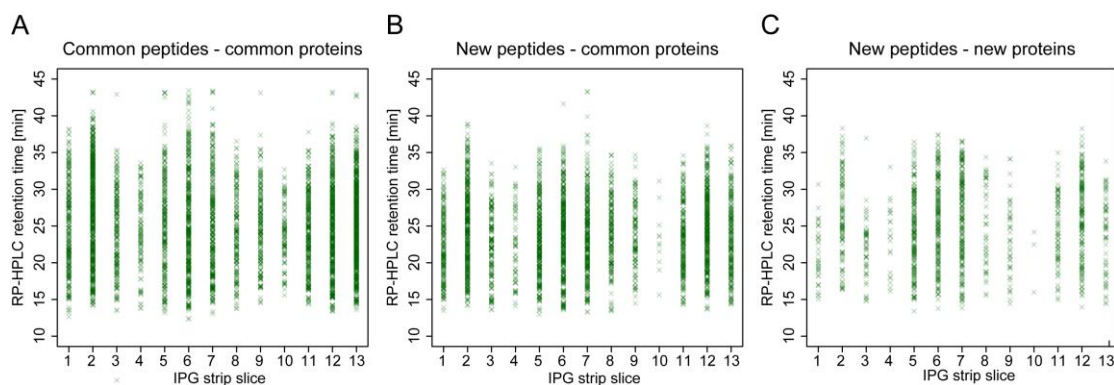 A
Common peptides - common proteins
RP-HPLC retention time [min]
45
40
35
30
25
20
15
10
1 2 3 4 5 6 7 8 9 10 11 12 13
IPG strip slice
B
New peptides - common proteins
RP-HPLC retention time [min]
45
40
35
30
25
20
15
10
1 2 3 4 5 6 7 8 9 10 11 12 13
IPG strip slice
C
New peptides - new proteins
RP-HPLC retention time [min]
45
40
35
30
25
20
15
10
1 2 3 4 5 6 7 8 9 10 11 12 13
IPG strip slice